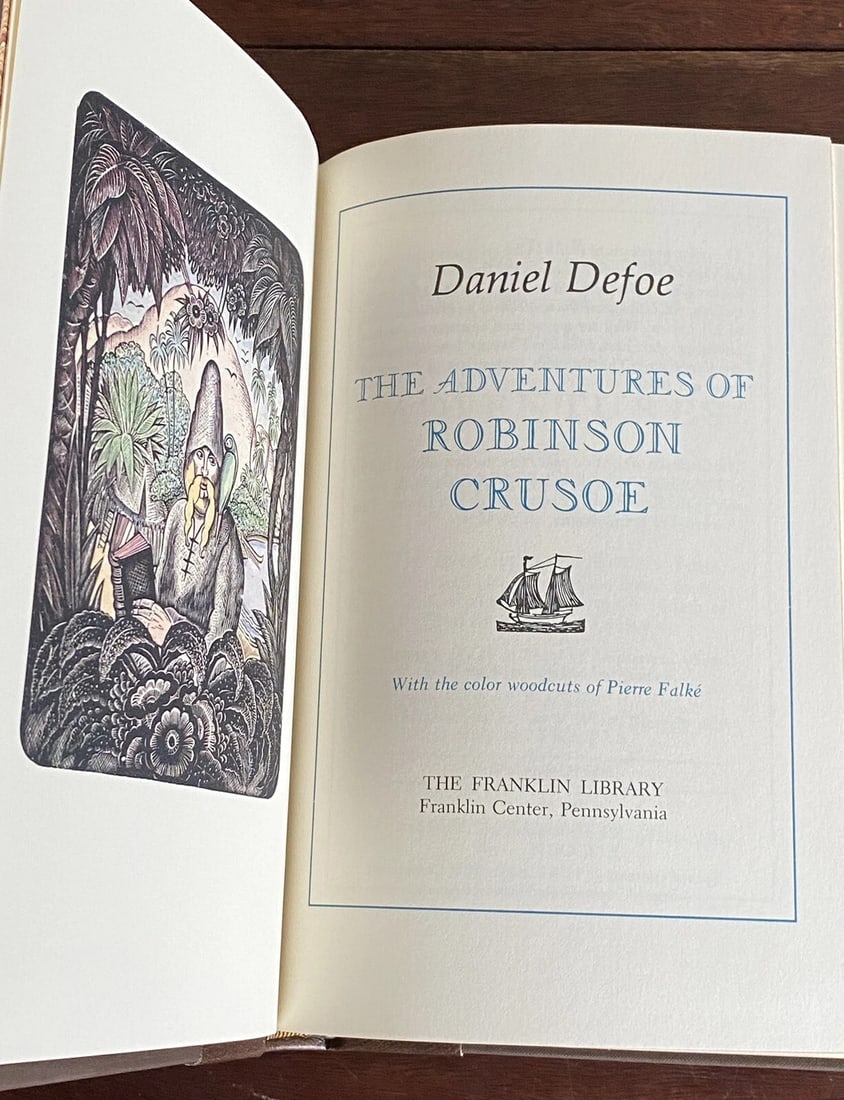 Daniel Defoe
THE ADVENTURES OF
ROBINSON
CRUSOE
With the color woodcuts of Pierre Falké
THE FRANKLIN LIBRARY
Franklin Center, Pennsylvania